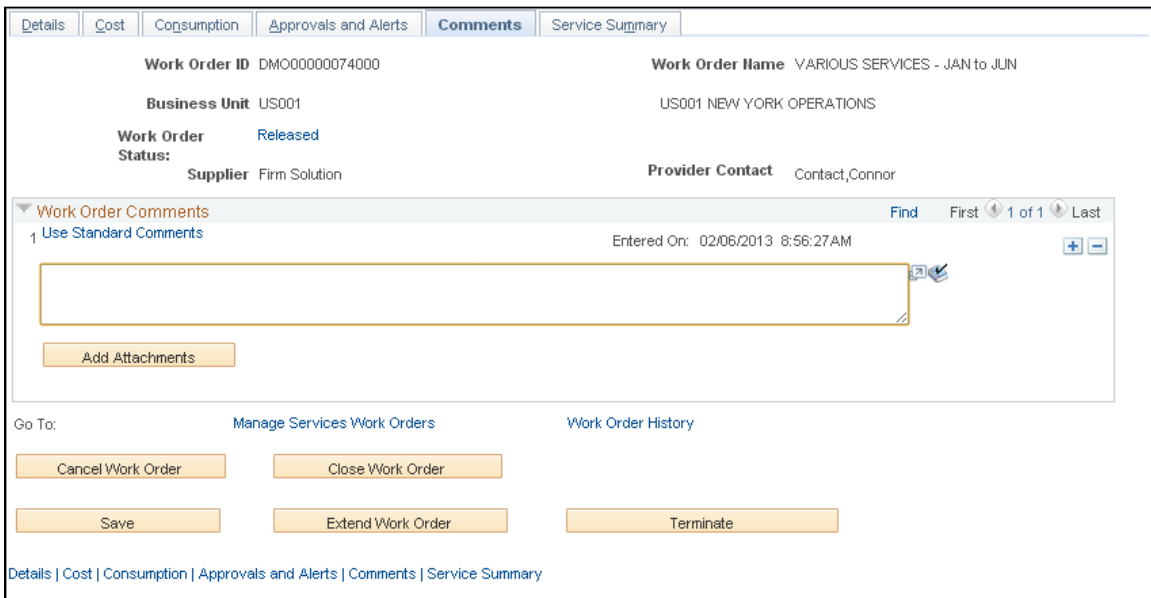 Details Cost Consumption Approvals and Alerts Comments Service Summary
Work Order ID DMO00000074000 Work Order Name VARIOUS SERVICES - JAN to JUN
Business Unit US001 US001 NEW YORK OPERATIONS
Work Order Status: Released
Supplier Firm Solution Provider Contact Contact,Connor
Work Order Comments Find First 1 of 1 Last
1 Use Standard Comments Entered On: 02/06/2013 8:56:27AM
Add Attachments
Go To: Manage Services Work Orders Work Order History
Cancel Work Order Close Work Order
Save Extend Work Order Terminate
Details | Cost | Consumption | Approvals and Alerts | Comments | Service Summary